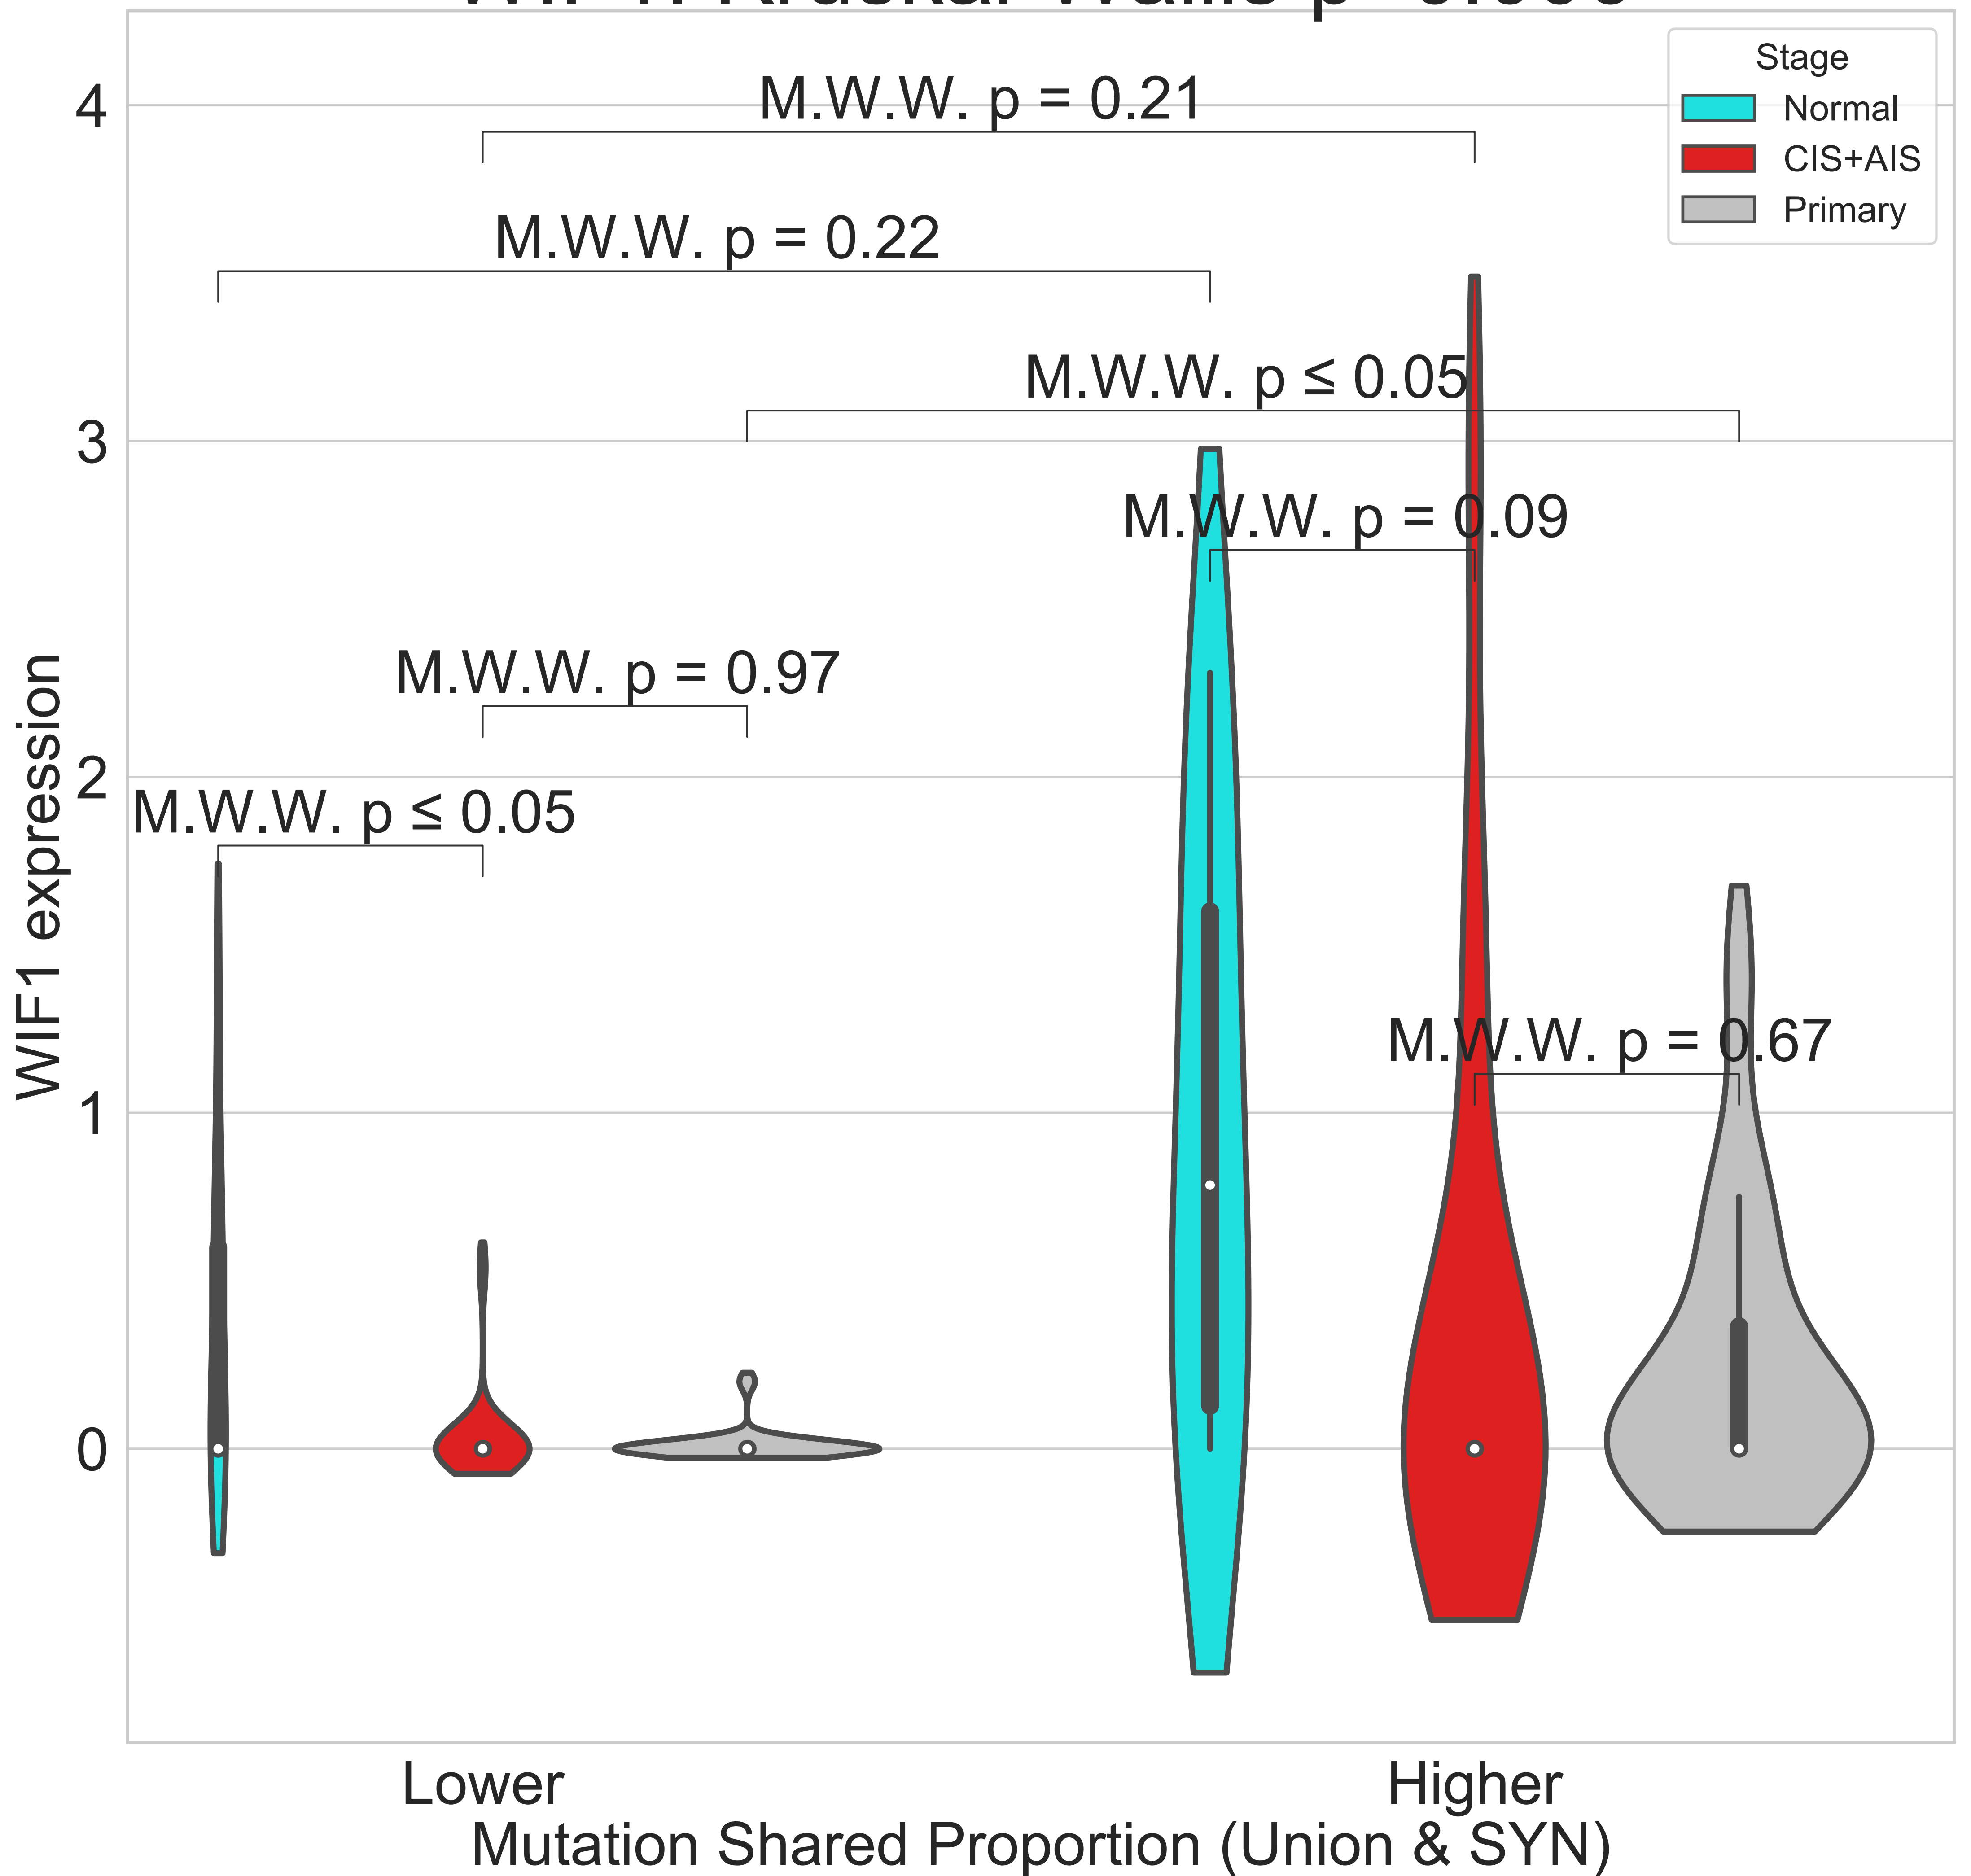 Stage
Normal
CIS+AIS
Primary
M.W.W. p = 0.21
M.W.W. p = 0.22
M.W.W. p ≤ 0.05
M.W.W. p = 0.09
M.W.W. p = 0.97
M.W.W. p ≤ 0.05
M.W.W. p = 0.67
4
3
2
1
0
WIF1 expression
Lower
Higher
Mutation Shared Proportion (Union & SYN)